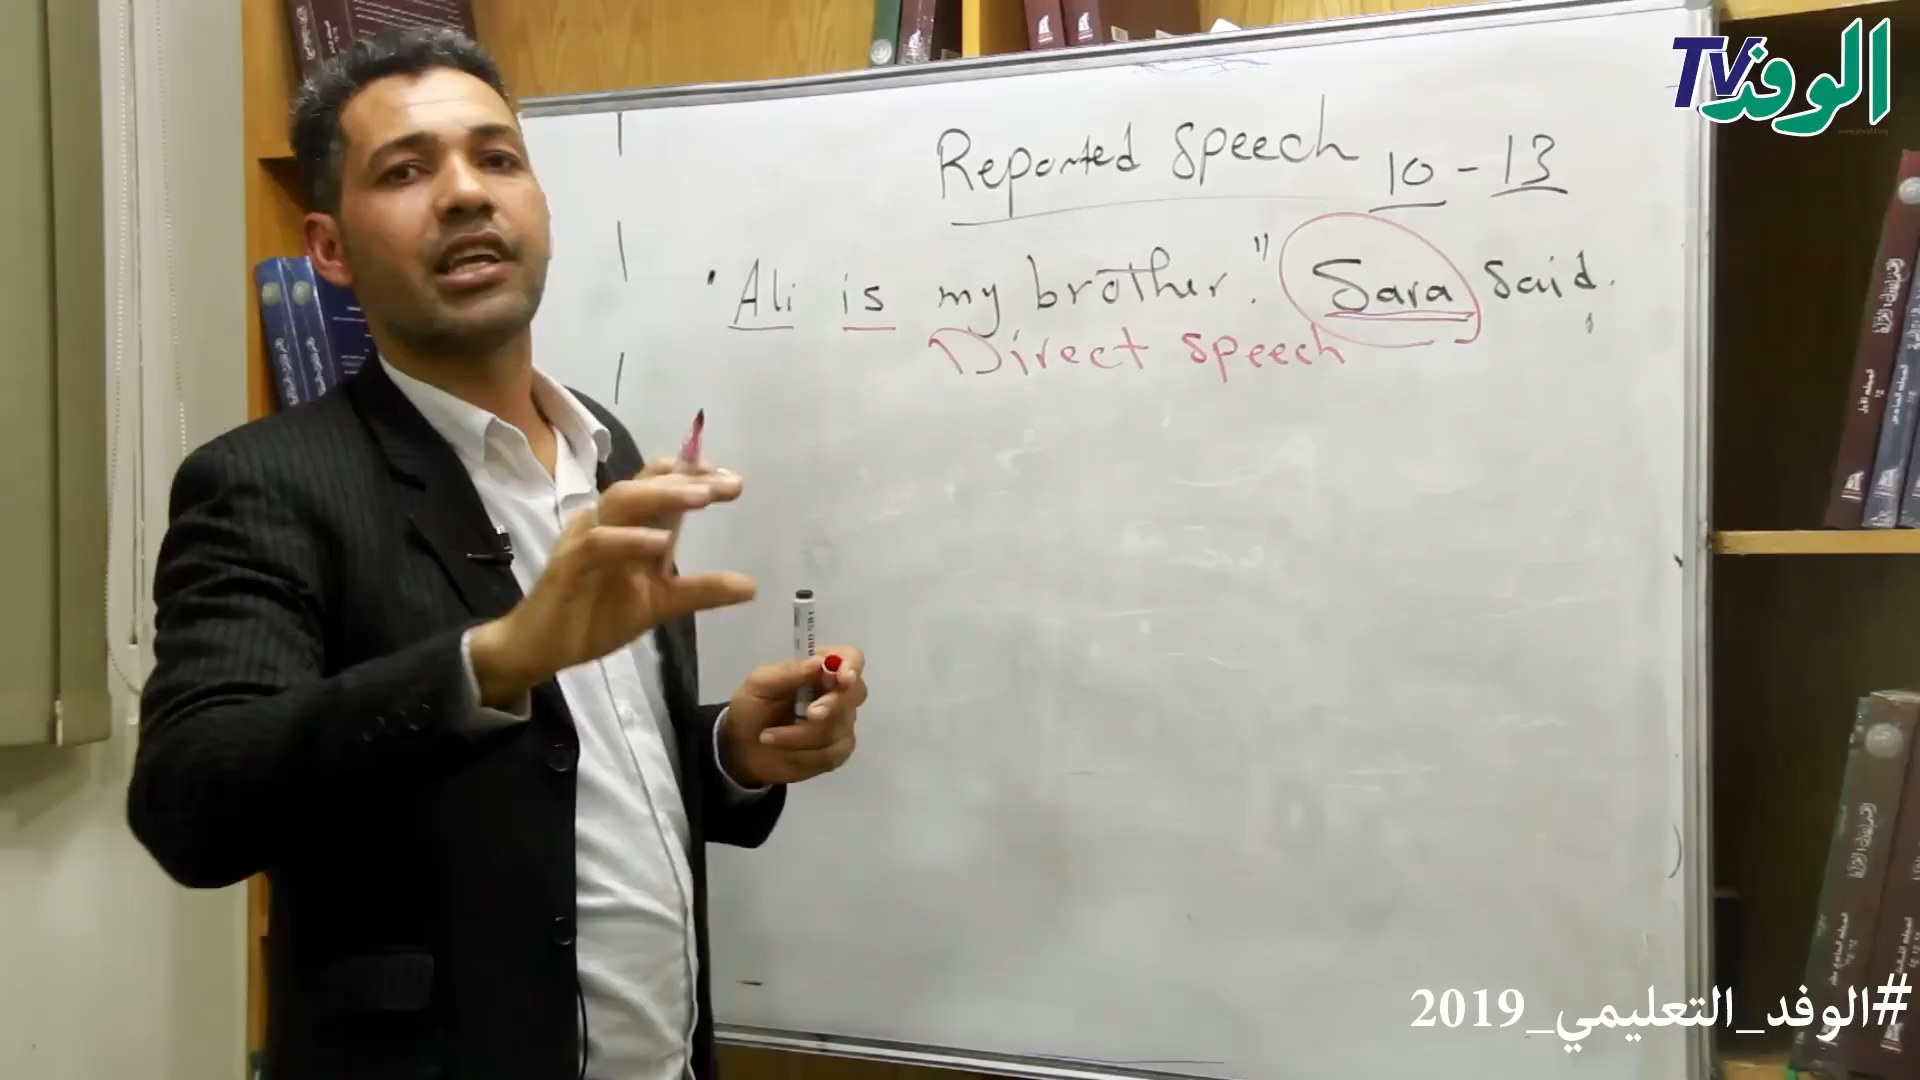 الوفد TV
Reported speech 10 - 13
"Ali is my brother." Sara said.
Direct speech
#الوفد_التعليمي_2019